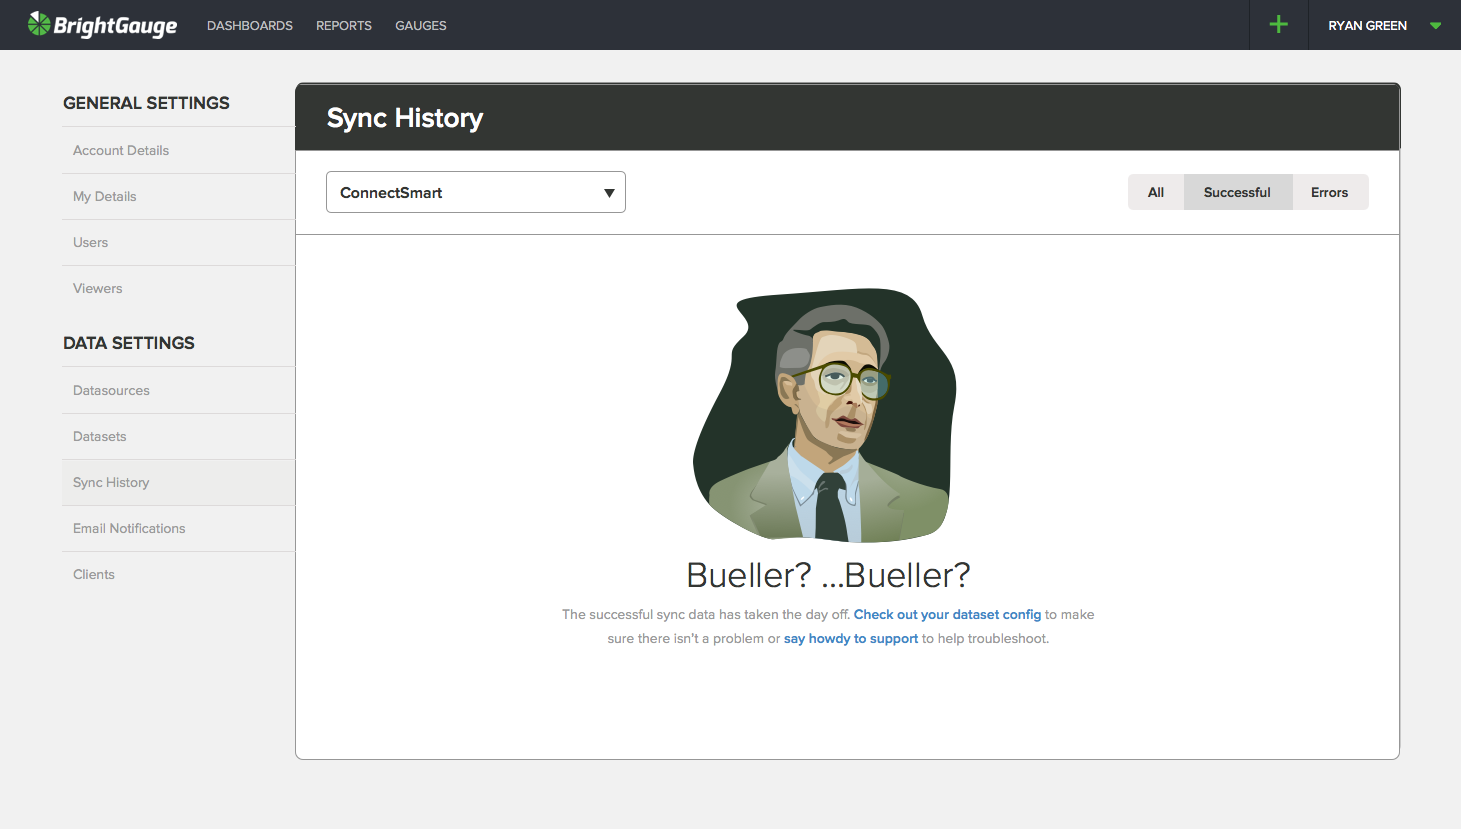 BrightGauge
DASHBOARDS REPORTS GAUGES
RYAN GREEN
GENERAL SETTINGS
Account Details
My Details
Users
Viewers
DATA SETTINGS
Datasources
Datasets
Sync History
Email Notifications
Clients
Sync History
ConnectSmart
All Successful Errors
Bueller? ...Bueller?
The successful sync data has taken the day off. Check out your dataset config to make
sure there isn't a problem or say howdy to support to help troubleshoot.